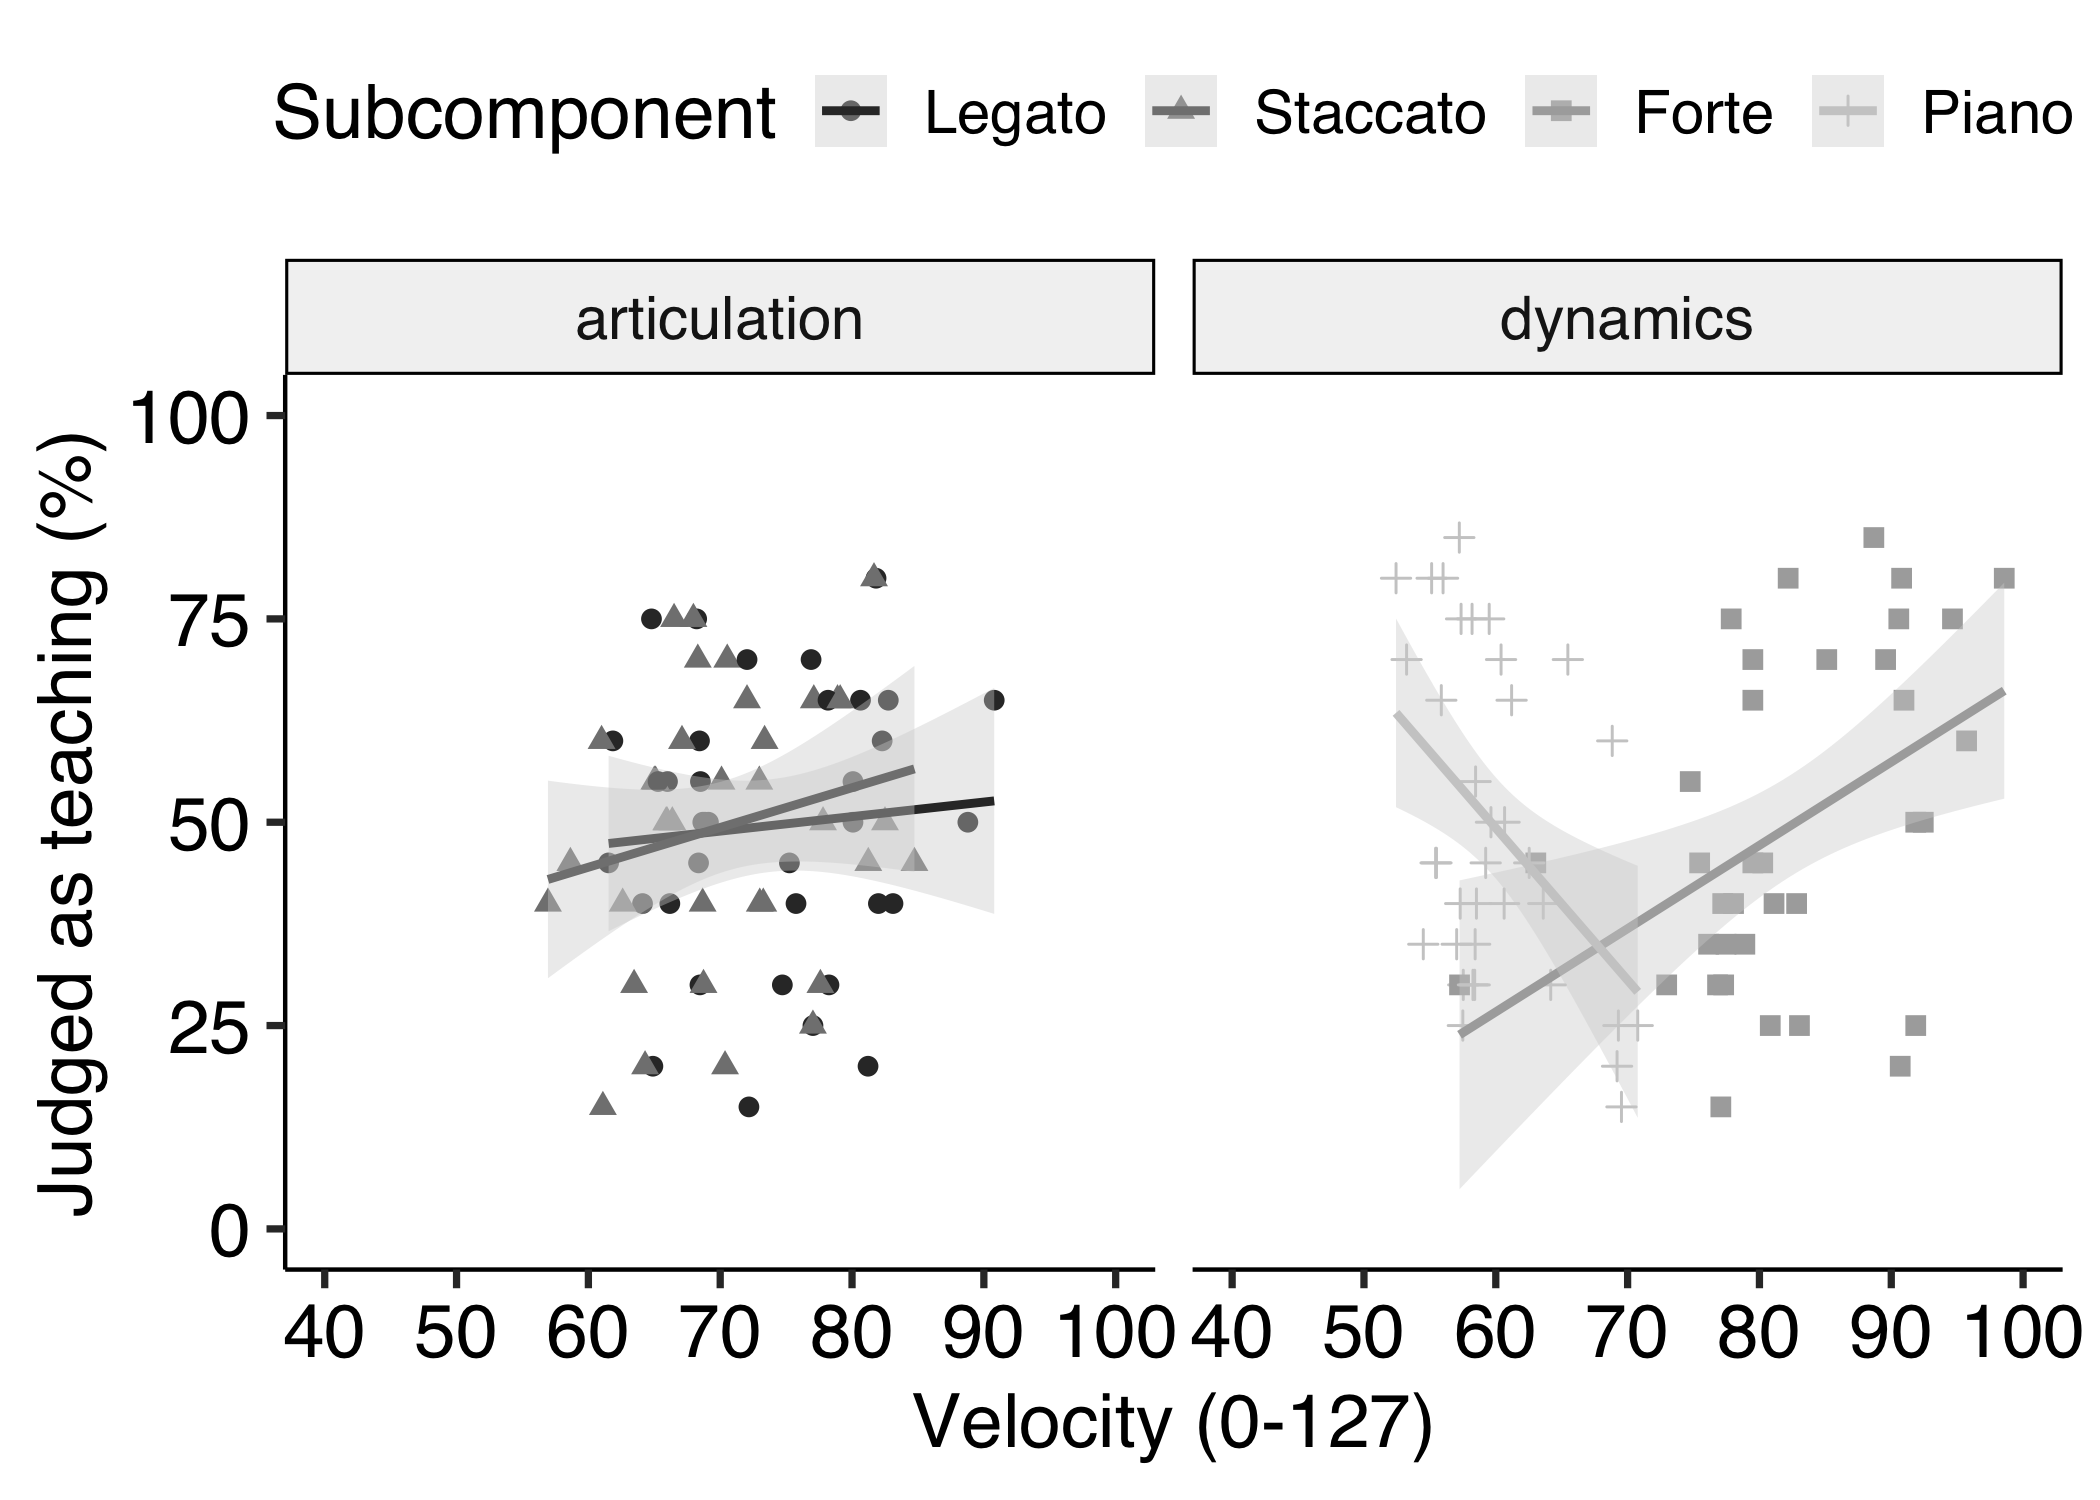 Subcomponent Legato Staccato Forte Piano
articulation dynamics
100
75
50
25
0
Judged as teaching (%)
40 50 60 70 80 90 100 40 50 60 70 80 90 100
Velocity (0-127)